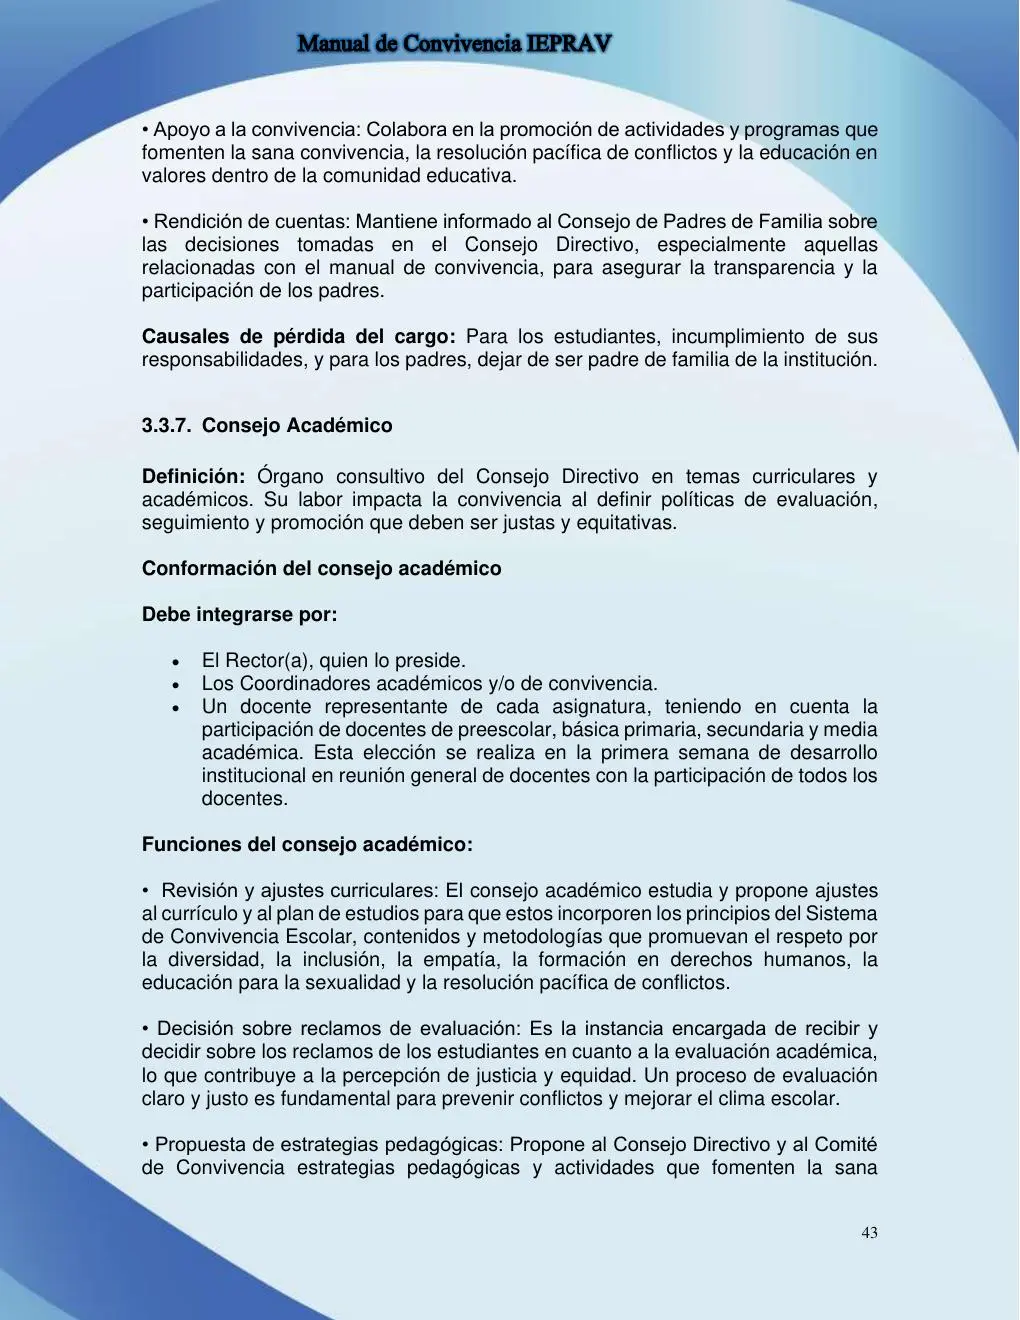 Manual de Convivencia IEPRAV
• Apoyo a la convivencia: Colabora en la promoción de actividades y programas que
fomenten la sana convivencia, la resolución pacífica de conflictos y la educación en
valores dentro de la comunidad educativa.
• Rendición de cuentas: Mantiene informado al Consejo de Padres de Familia sobre
las decisiones tomadas en el Consejo Directivo, especialmente aquellas
relacionadas con el manual de convivencia, para asegurar la transparencia y la
participación de los padres.
Causales de pérdida del cargo: Para los estudiantes, incumplimiento de sus
responsabilidades, y para los padres, dejar de ser padre de familia de la institución.
3.3.7. Consejo Académico
Definición: Órgano consultivo del Consejo Directivo en temas curriculares y
académicos. Su labor impacta la convivencia al definir políticas de evaluación,
seguimiento y promoción que deben ser justas y equitativas.
Conformación del consejo académico
Debe integrarse por:
• El Rector(a), quien lo preside.
• Los Coordinadores académicos y/o de convivencia.
• Un docente representante de cada asignatura, teniendo en cuenta la
participación de docentes de preescolar, básica primaria, secundaria y media
académica. Esta elección se realiza en la primera semana de desarrollo
institucional en reunión general de docentes con la participación de todos los
docentes.
Funciones del consejo académico:
• Revisión y ajustes curriculares: El consejo académico estudia y propone ajustes
al currículo y al plan de estudios para que estos incorporen los principios del Sistema
de Convivencia Escolar, contenidos y metodologías que promuevan el respeto por
la diversidad, la inclusión, la empatía, la formación en derechos humanos, la
educación para la sexualidad y la resolución pacífica de conflictos.
• Decisión sobre reclamos de evaluación: Es la instancia encargada de recibir y
decidir sobre los reclamos de los estudiantes en cuanto a la evaluación académica,
lo que contribuye a la percepción de justicia y equidad. Un proceso de evaluación
claro y justo es fundamental para prevenir conflictos y mejorar el clima escolar.
• Propuesta de estrategias pedagógicas: Propone al Consejo Directivo y al Comité
de Convivencia estrategias pedagógicas y actividades que fomenten la sana
43